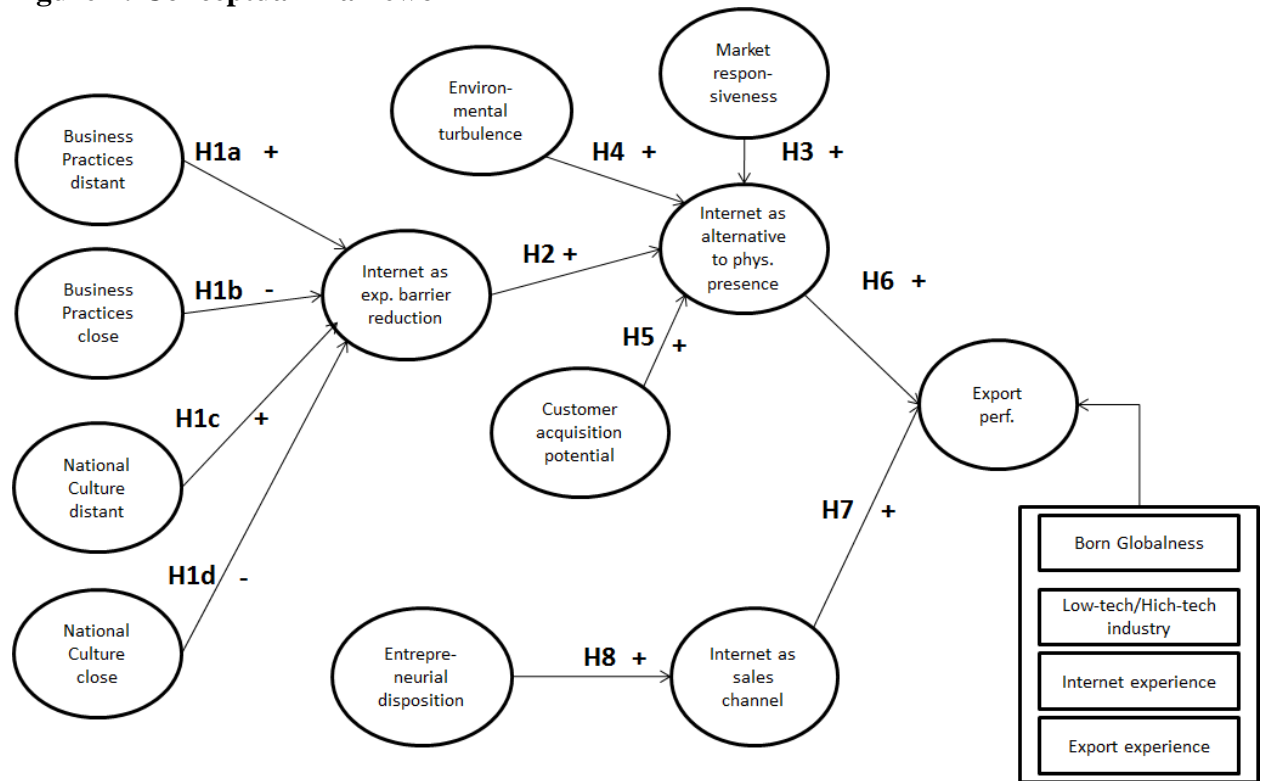 Business
Practices
distant
H1a +
Business
Practices
close
H1b -
National
Culture
distant
H1c +
National
Culture
close
H1d -
Internet as
exp. barrier
reduction
H2 +
Environ-
mental
turbulence
H4 +
Market
respon-
siveness
H3 +
Internet as
alternative
to phys.
presence
H5 +
Customer
acquisition
potential
H6 +
Export
perf.
H7 +
Entrepre-
neurial
disposition
H8 +
Internet as
sales
channel
Born Globalness
Low-tech/Hich-tech
industry
Internet experience
Export experience